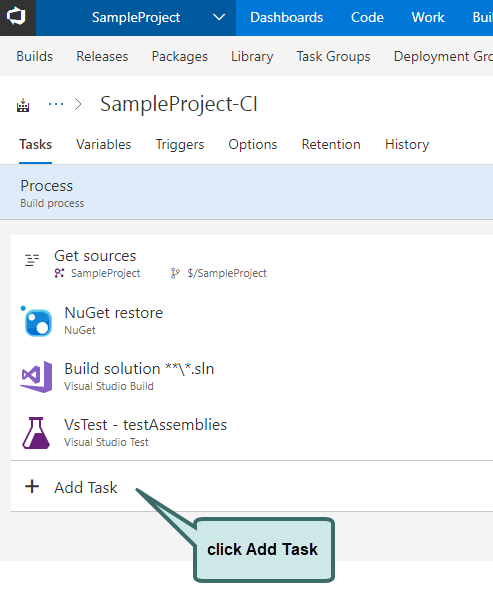 SampleProject Dashboards Code Work Bui
Builds Releases Packages Library Task Groups Deployment Gro
··· > SampleProject-CI
Tasks Variables Triggers Options Retention History
Process
Build process
Get sources
SampleProject $/SampleProject
NuGet restore
NuGet
Build solution **\*.sln
Visual Studio Build
VsTest - testAssemblies
Visual Studio Test
+ Add Task
click Add Task